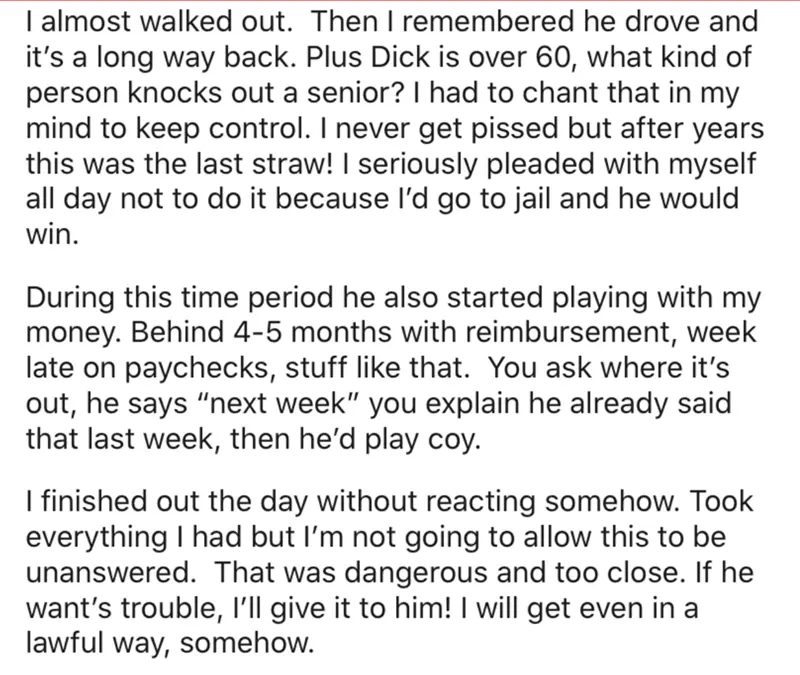 I almost walked out.  Then I remembered he drove and
it's a long way back. Plus Dick is over 60, what kind of
person knocks out a senior? I had to chant that in my
mind to keep control. I never get pissed but after years
this was the last straw! I seriously pleaded with myself
all day not to do it because I'd go to jail and he would
win.
During this time period he also started playing with my
money. Behind 4-5 months with reimbursement, week
late on paychecks, stuff like that.  You ask where it's
out, he says “next week” you explain he already said
that last week, then he'd play coy.
I finished out the day without reacting somehow. Took
everything I had but I'm not going to allow this to be
unanswered.  That was dangerous and too close. If he
want's trouble, I'll give it to him! I will get even in a
lawful way, somehow.